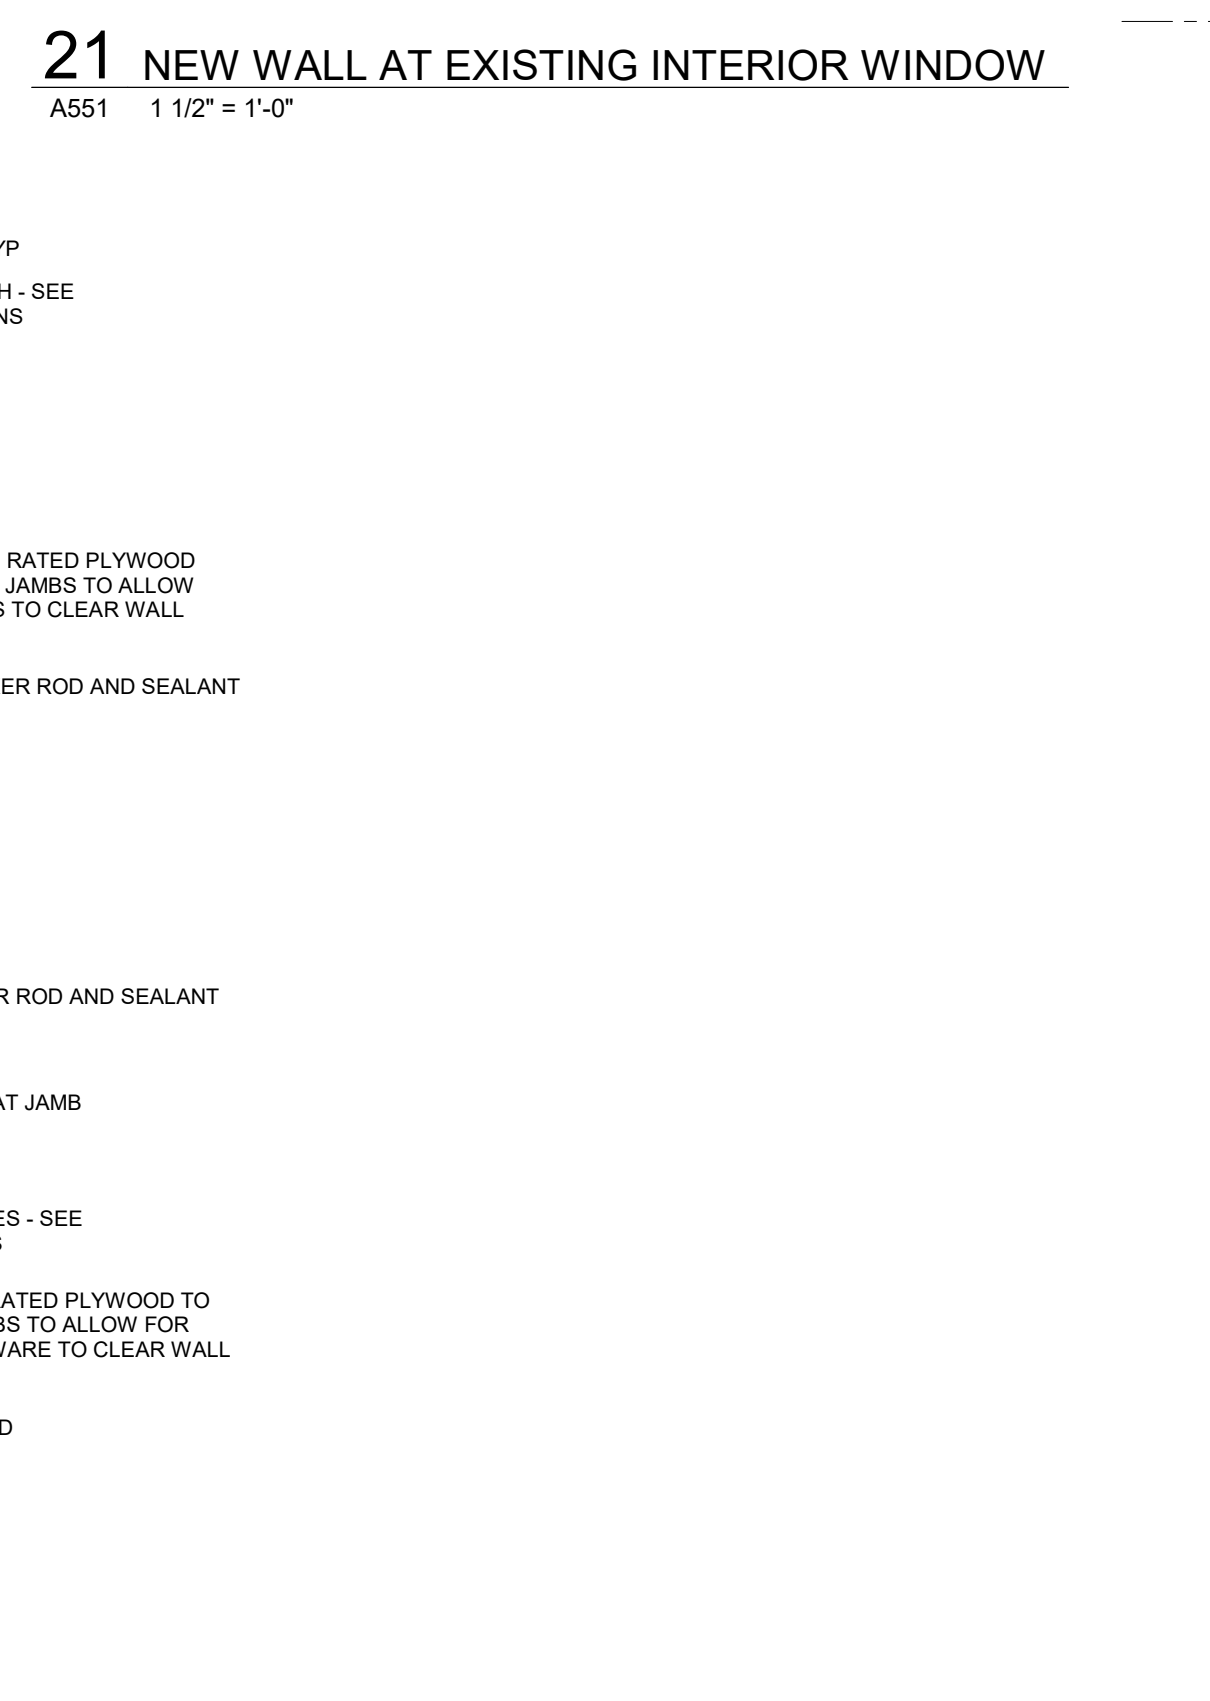 21 NEW WALL AT EXISTING INTERIOR WINDOW
A551 1 1/2" = 1'-0"
YP
H - SEE
NS
RATED PLYWOOD
JAMBS TO ALLOW
S TO CLEAR WALL
ER ROD AND SEALANT
R ROD AND SEALANT
AT JAMB
ES - SEE
S
ATED PLYWOOD TO
BS TO ALLOW FOR
WARE TO CLEAR WALL
D